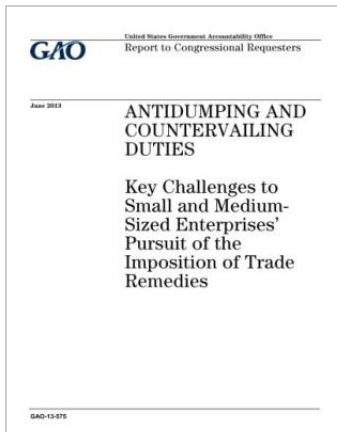 GAO
United States Government Accountability Office
Report to Congressional Requesters
June 2013
ANTIDUMPING AND
COUNTERVAILING
DUTIES
Key Challenges to
Small and Medium-
Sized Enterprises'
Pursuit of the
Imposition of Trade
Remedies
GAO-13-575